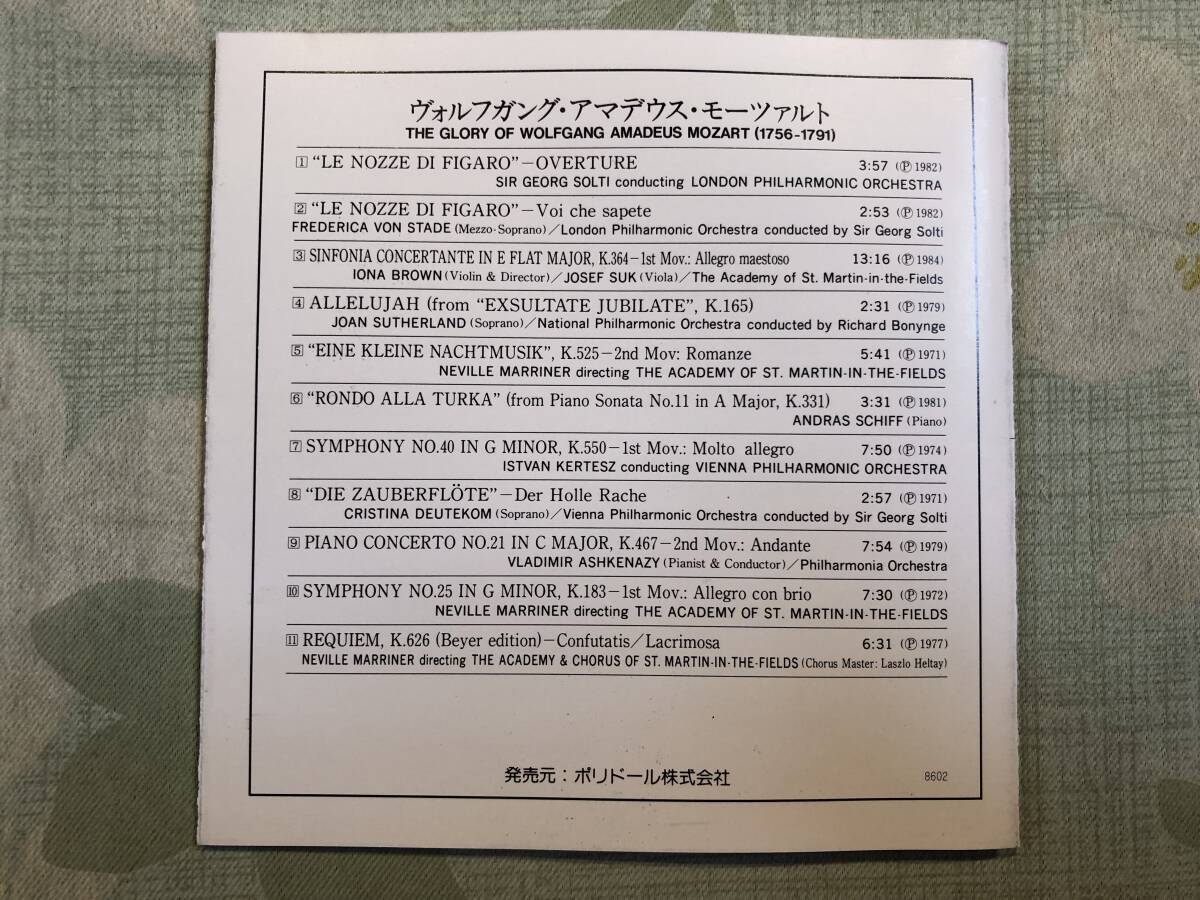 ヴォルフガング・アマデウス・モーツァルト
THE GLORY OF WOLFGANG AMADEUS MOZART (1756-1791)
1 “LE NOZZE DI FIGARO”－OVERTURE 3:57 (Ⓟ1982)
SIR GEORG SOLTI conducting LONDON PHILHARMONIC ORCHESTRA
2 “LE NOZZE DI FIGARO”－Voi che sapete 2:53 (Ⓟ1982)
FREDERICA VON STADE (Mezzo-Soprano)／London Philharmonic Orchestra conducted by Sir Georg Solti
3 SINFONIA CONCERTANTE IN E FLAT MAJOR, K.364－1st Mov.: Allegro maestoso 13:16 (Ⓟ1984)
IONA BROWN (Violin & Director)／JOSEF SUK (Viola)／The Academy of St. Martin-in-the-Fields
4 ALLELUJAH (from “EXSULTATE JUBILATE”, K.165) 2:31 (Ⓟ1979)
JOAN SUTHERLAND (Soprano)／National Philharmonic Orchestra conducted by Richard Bonynge
5 “EINE KLEINE NACHTMUSIK”, K.525－2nd Mov: Romanze 5:41 (Ⓟ1971)
NEVILLE MARRINER directing THE ACADEMY OF ST. MARTIN-IN-THE-FIELDS
6 “RONDO ALLA TURKA” (from Piano Sonata No.11 in A Major, K.331) 3:31 (Ⓟ1981)
ANDRAS SCHIFF (Piano)
7 SYMPHONY NO.40 IN G MINOR, K.550－1st Mov.: Molto allegro 7:50 (Ⓟ1974)
ISTVAN KERTESZ conducting VIENNA PHILHARMONIC ORCHESTRA
8 “DIE ZAUBERFLÖTE”－Der Holle Rache 2:57 (Ⓟ1971)
CRISTINA DEUTEKOM (Soprano)／Vienna Philharmonic Orchestra conducted by Sir Georg Solti
9 PIANO CONCERTO NO.21 IN C MAJOR, K.467－2nd Mov.: Andante 7:54 (Ⓟ1979)
VLADIMIR ASHKENAZY (Pianist & Conductor)／Philharmonia Orchestra
10 SYMPHONY NO.25 IN G MINOR, K.183－1st Mov.: Allegro con brio 7:30 (Ⓟ1972)
NEVILLE MARRINER directing THE ACADEMY OF ST. MARTIN-IN-THE-FIELDS
11 REQUIEM, K.626 (Beyer edition)－Confutatis／Lacrimosa 6:31 (Ⓟ1977)
NEVILLE MARRINER directing THE ACADEMY & CHORUS OF ST. MARTIN-IN-THE-FIELDS (Chorus Master: Laszlo Heltay)
発売元：ポリドール株式会社 8602